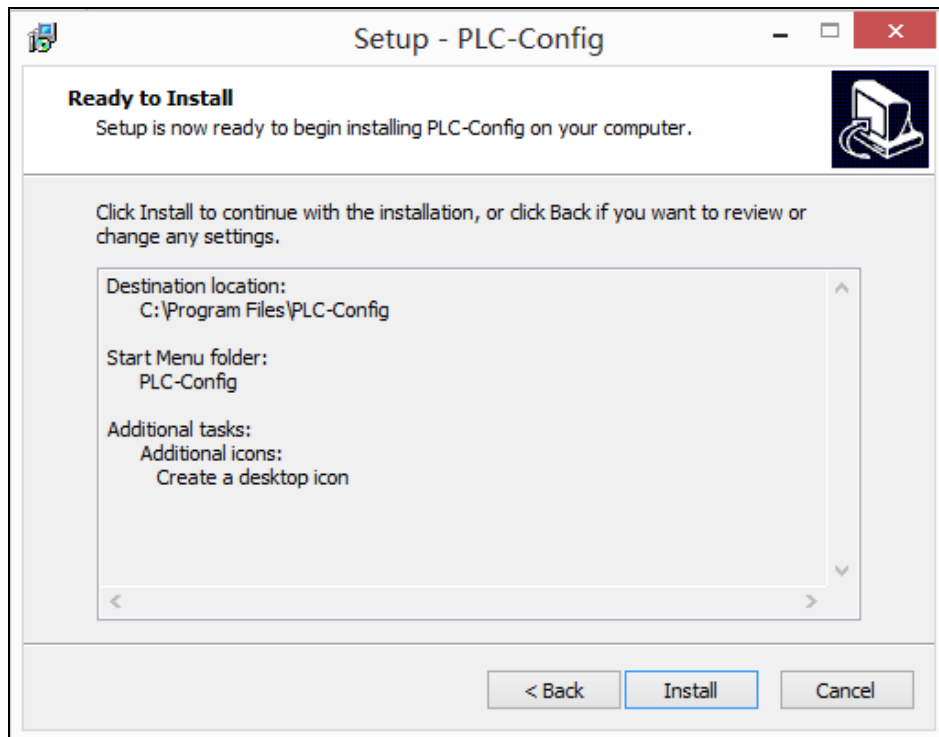 Setup - PLC-Config
Ready to Install
Setup is now ready to begin installing PLC-Config on your computer.
Click Install to continue with the installation, or click Back if you want to review or
change any settings.
Destination location:
C:\Program Files\PLC-Config
Start Menu folder:
PLC-Config
Additional tasks:
Additional icons:
Create a desktop icon
< Back Install Cancel